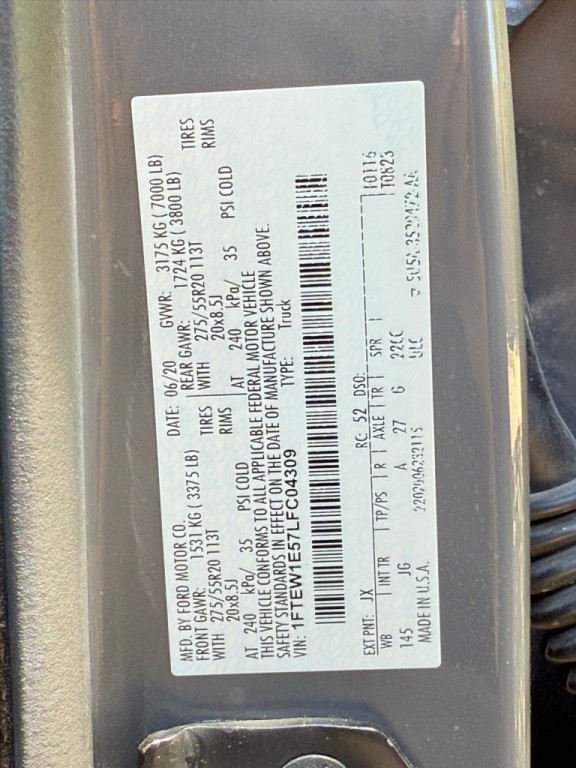 MFD. BY FORD MOTOR CO. DATE: 06/20 GVWR: 3175 KG ( 7000 LB)
FRONT GAWR: 1531 KG ( 3375 LB) REAR GAWR: 1724 KG ( 3800 LB)
WITH 275/55R20 113T TIRES WITH 275/55R20 113T TIRES
20x8.5J RIMS 20x8.5J RIMS
AT 240 kPa/ 35 PSI COLD AT 240 kPa/ 35 PSI COLD
THIS VEHICLE CONFORMS TO ALL APPLICABLE FEDERAL MOTOR VEHICLE
SAFETY STANDARDS IN EFFECT ON THE DATE OF MANUFACTURE SHOWN ABOVE.
VIN: 1FTEW1E57LFC04309 TYPE: Truck
EXT PNT: JX RC: 52 DSO:
WB INT TR TP/PS R AXLE TR SPR 10116
T0823
145 JG A 27 G 22CC
MADE IN U.S.A. ULC